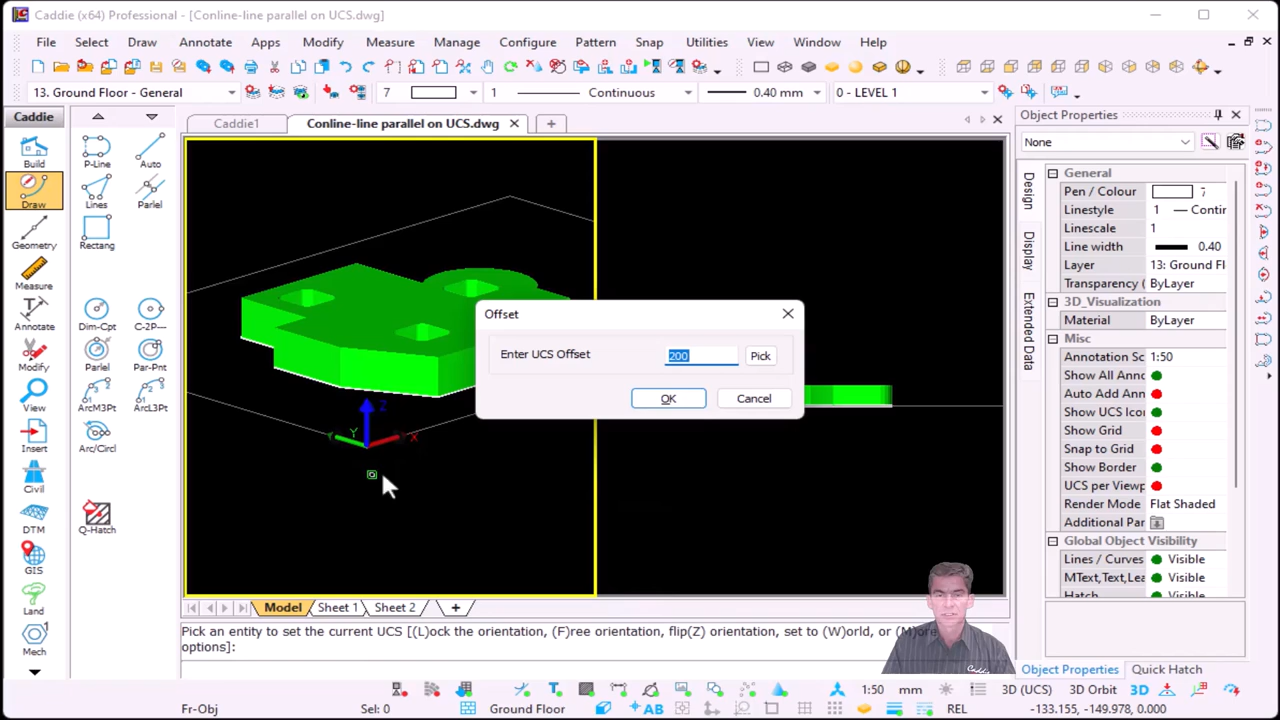 Caddie (x64) Professional - [Conline-line parallel on UCS.dwg]
File Select Draw Annotate Apps Modify Measure Manage Configure Pattern Snap Utilities View Window Help
13. Ground Floor - General 7 1 Continuous 0.40 mm 0 - LEVEL 1
Caddie
Caddie1 Conline-line parallel on UCS.dwg +
Object Properties
None
Build P-Line Auto
Draw Lines Parlel
Geometry Rectang
Measure
Annotate Dim-Cpt C-2P---
Modify Parlel Par-Pnt
View ArcM3Pt ArcL3Pt
Insert Arc/Circl
Civil
DTM Q-Hatch
GIS
Land
Mech
Z
Y
X
Offset
Enter UCS Offset 200 Pick
OK Cancel
Design
Display
Extended Data
General
Pen / Colour 7
Linestyle 1 Contin
Linescale 1
Line width 0.40
Layer 13: Ground Fl
Transparency ( ByLayer
3D_Visualization
Material ByLayer
Misc
Annotation Sc 1:50
Show All Annc
Auto Add Annc
Show UCS Icor
Show Grid
Snap to Grid
Show Border
UCS per Viewp
Render Mode Flat Shaded
Additional Par
Global Object Visibility
Lines / Curves Visible
MText,Text,Lea Visible
Hatch Visible
Model Sheet 1 Sheet 2 +
Pick an entity to set the current UCS [(L)ock the orientation, (F)ree orientation, flip(Z) orientation, set to (W)orld, or (M)ore
options]:
Caddie
Object Properties Quick Hatch
1:50 mm 3D (UCS) 3D Orbit 3D
Fr-Obj Sel: 0 Ground Floor AB REL -133.155, -149.978, 0.000